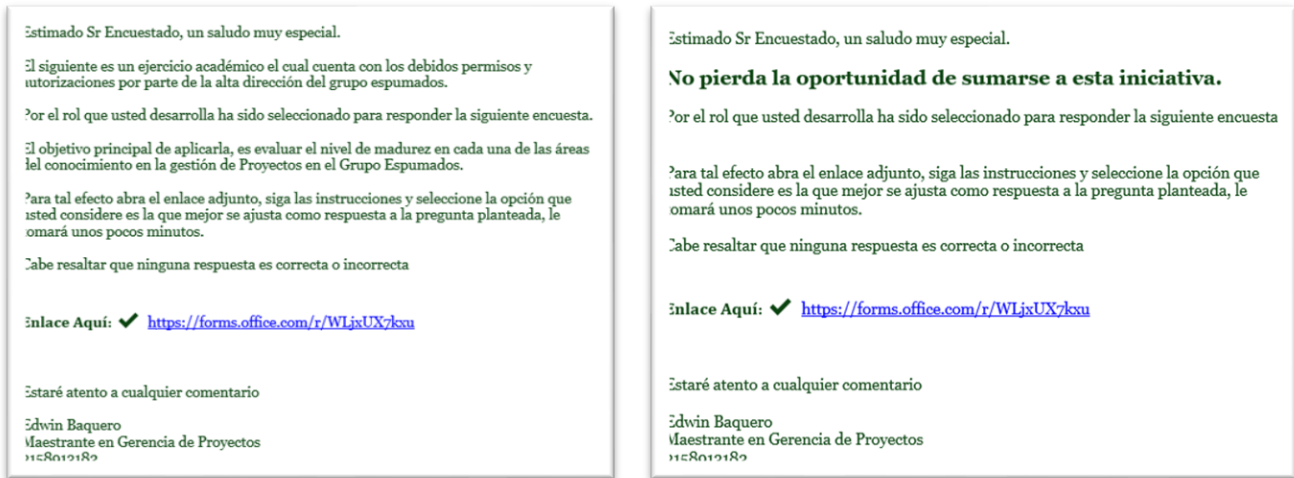 Estimado Sr Encuestado, un saludo muy especial.
El siguiente es un ejercicio académico el cual cuenta con los debidos permisos y
autorizaciones por parte de la alta dirección del grupo espumados.
Por el rol que usted desarrolla ha sido seleccionado para responder la siguiente encuesta.
El objetivo principal de aplicarla, es evaluar el nivel de madurez en cada una de las áreas
del conocimiento en la gestión de Proyectos en el Grupo Espumados.
Para tal efecto abra el enlace adjunto, siga las instrucciones y seleccione la opción que
usted considere es la que mejor se ajusta como respuesta a la pregunta planteada, le
tomará unos pocos minutos.
Cabe resaltar que ninguna respuesta es correcta o incorrecta
Enlace Aquí: ✔ https://forms.office.com/r/WLjxUX7kxu
Estaré atento a cualquier comentario
Edwin Baquero
Maestrante en Gerencia de Proyectos
Estimado Sr Encuestado, un saludo muy especial.
No pierda la oportunidad de sumarse a esta iniciativa.
Por el rol que usted desarrolla ha sido seleccionado para responder la siguiente encuesta
Para tal efecto abra el enlace adjunto, siga las instrucciones y seleccione la opción que
usted considere es la que mejor se ajusta como respuesta a la pregunta planteada, le
tomará unos pocos minutos.
Cabe resaltar que ninguna respuesta es correcta o incorrecta
Enlace Aquí: ✔ https://forms.office.com/r/WLjxUX7kxu
Estaré atento a cualquier comentario
Edwin Baquero
Maestrante en Gerencia de Proyectos